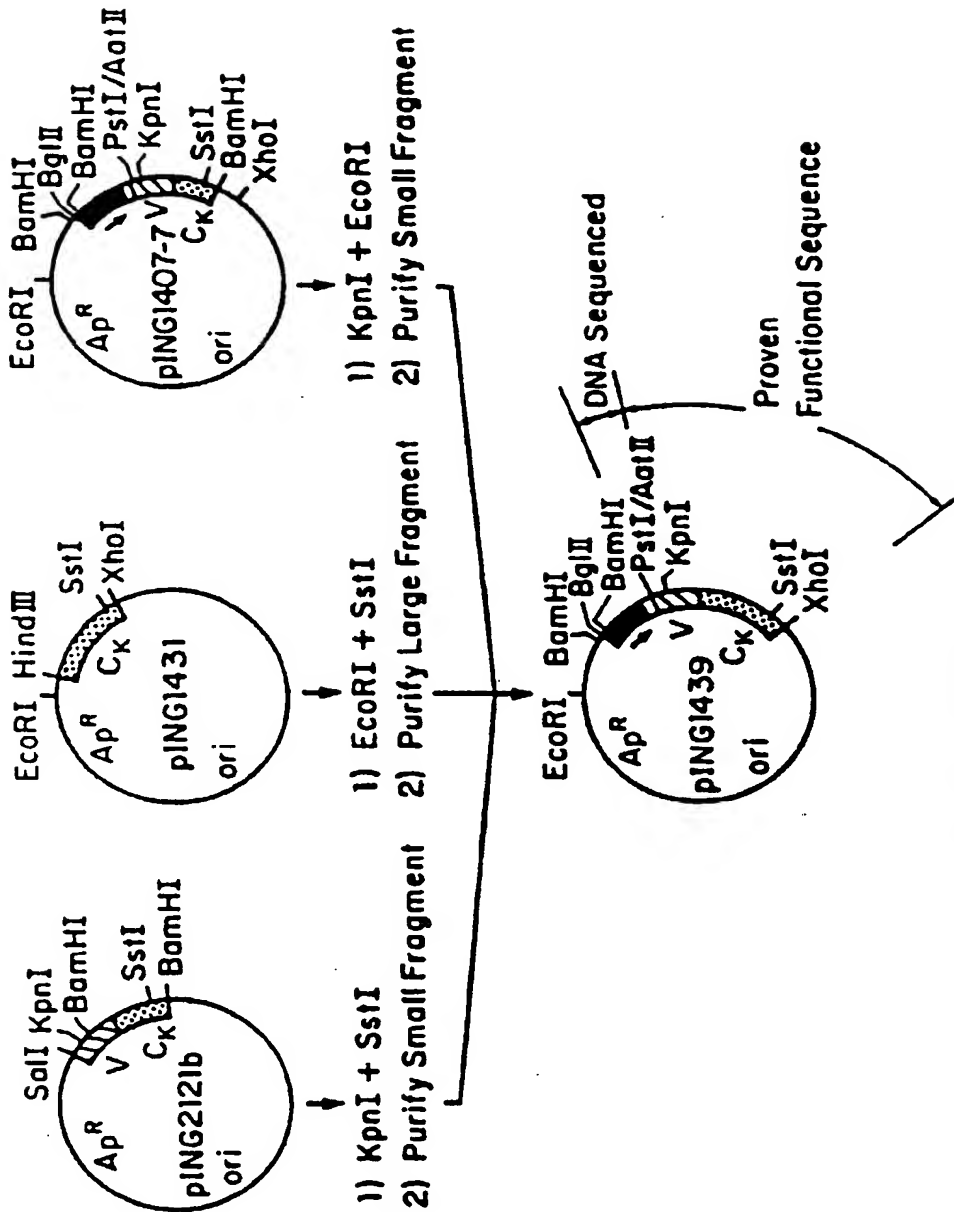 SalI
KpnI
BamHI
SstI
BamHI
Ap^R
V
C_K
pING2121b
ori
1) KpnI + SstI
2) Purify Small Fragment
EcoRI
HindIII
SstI
XhoI
Ap^R
C_K
pING1431
ori
1) EcoRI + SstI
2) Purify Large Fragment
EcoRI
BamHI
BglII
BamHI
PstI/AatII
KpnI
SstI
BamHI
XhoI
Ap^R
V
C_K
pING1407-7
ori
1) KpnI + EcoRI
2) Purify Small Fragment
EcoRI
BamHI
BglII
BamHI
PstI/AatII
KpnI
SstI
XhoI
Ap^R
V
C_K
pING1439
ori
DNA Sequenced
Proven
Functional Sequence